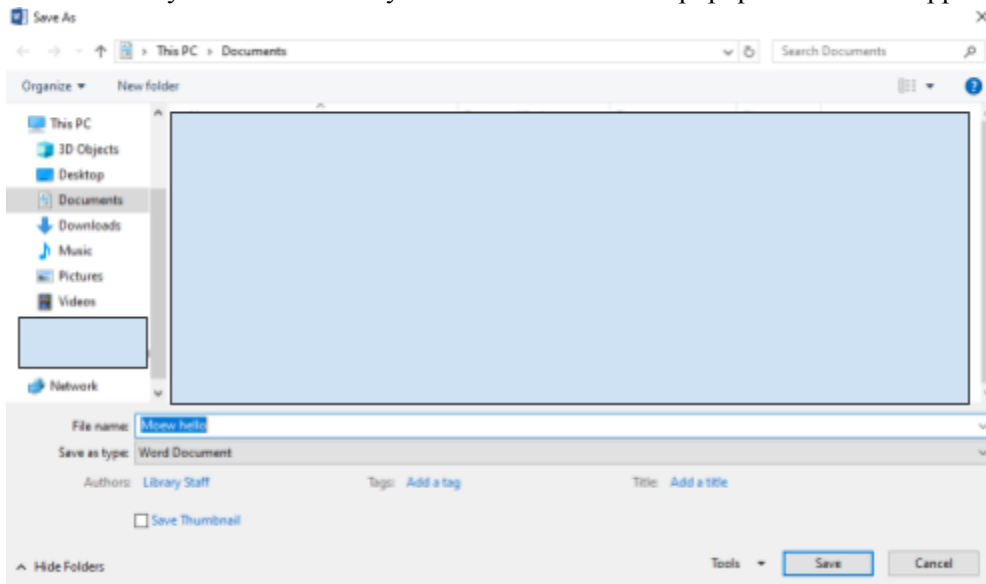 Save As
This PC > Documents
Search Documents
Organize
New folder
This PC
3D Objects
Desktop
Documents
Downloads
Music
Pictures
Videos
Network
File name: Moew hello
Save as type: Word Document
Authors: Library Staff Tags: Add a tag Title: Add a title
Save Thumbnail
Hide Folders
Tools
Save
Cancel